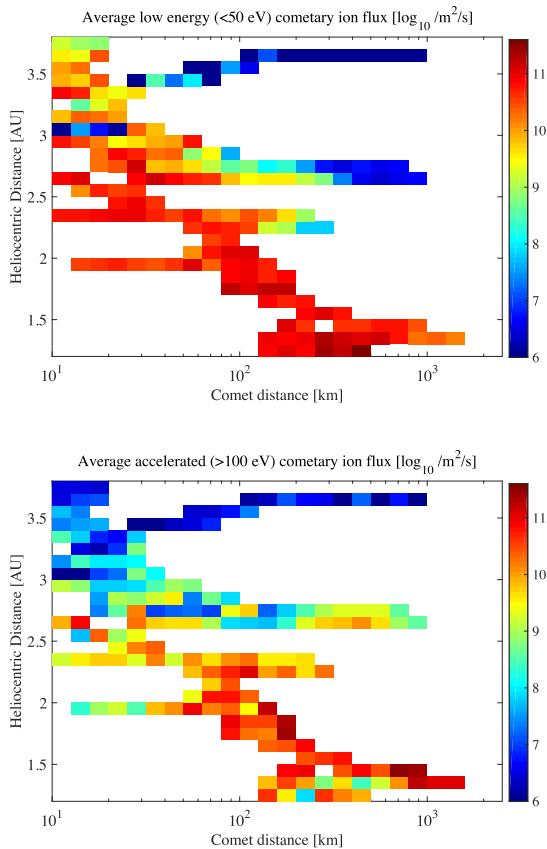 Average low energy (<50 eV) cometary ion flux [log₁₀ /m²/s]
3.5
3
2.5
2
1.5
Heliocentric Distance [AU]
10¹ 10² 10³
Comet distance [km]
11
10
9
8
7
6
Average accelerated (>100 eV) cometary ion flux [log₁₀ /m²/s]
3.5
3
2.5
2
1.5
Heliocentric Distance [AU]
10¹ 10² 10³
Comet distance [km]
11
10
9
8
7
6